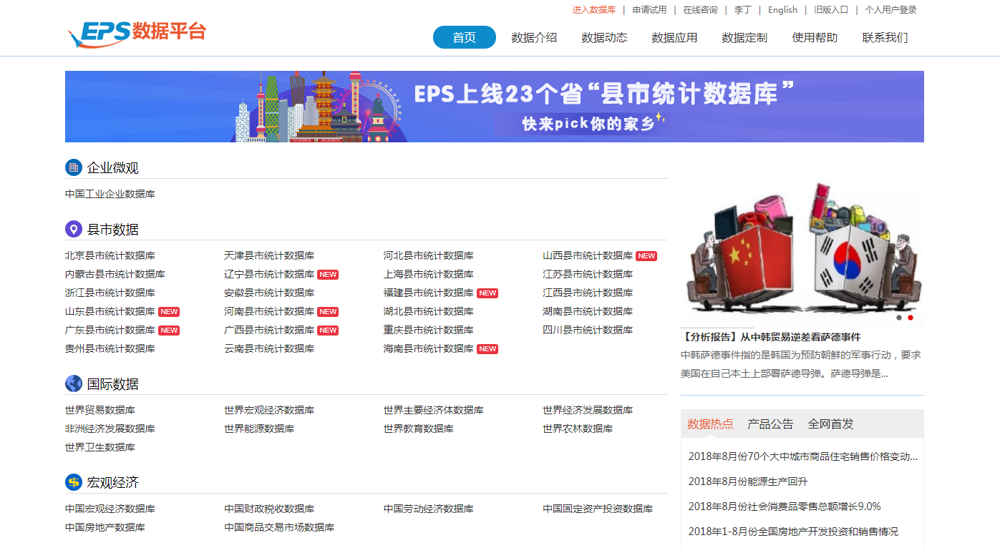 进入数据库 | 申请试用 | 在线咨询 | 李丁 | English | 旧版入口 | 个人用户登录
EPS数据平台
首页 数据介绍 数据动态 数据应用 数据定制 使用帮助 联系我们
EPS上线23个省“县市统计数据库”
快来pick你的家乡
企业微观
中国工业企业数据库
县市数据
北京县市统计数据库 天津县市统计数据库 河北县市统计数据库 山西县市统计数据库 NEW
内蒙古县市统计数据库 辽宁县市统计数据库 NEW 上海县市统计数据库 江苏县市统计数据库
浙江县市统计数据库 安徽县市统计数据库 福建县市统计数据库 NEW 江西县市统计数据库
山东县市统计数据库 NEW 河南县市统计数据库 NEW 湖北县市统计数据库 湖南县市统计数据库
广东县市统计数据库 NEW 广西县市统计数据库 NEW 重庆县市统计数据库 四川县市统计数据库
贵州县市统计数据库 云南县市统计数据库 海南县市统计数据库 NEW
国际数据
世界贸易数据库 世界宏观经济数据库 世界主要经济体数据库 世界经济发展数据库
非洲经济发展数据库 世界能源数据库 世界教育数据库 世界农林数据库
世界卫生数据库
宏观经济
中国宏观经济数据库 中国财政税收数据库 中国劳动经济数据库 中国固定资产投资数据库
中国房地产数据库 中国商品交易市场数据库
【分析报告】从中韩贸易逆差看萨德事件
中韩萨德事件指的是韩国为预防朝鲜的军事行动，要求
美国在自己本土上部署萨德导弹。萨德导弹是...
数据热点 产品公告 全网首发
2018年8月份70个大中城市商品住宅销售价格变动...
2018年8月份能源生产回升
2018年8月份社会消费品零售总额增长9.0%
2018年1-8月份全国房地产开发投资和销售情况